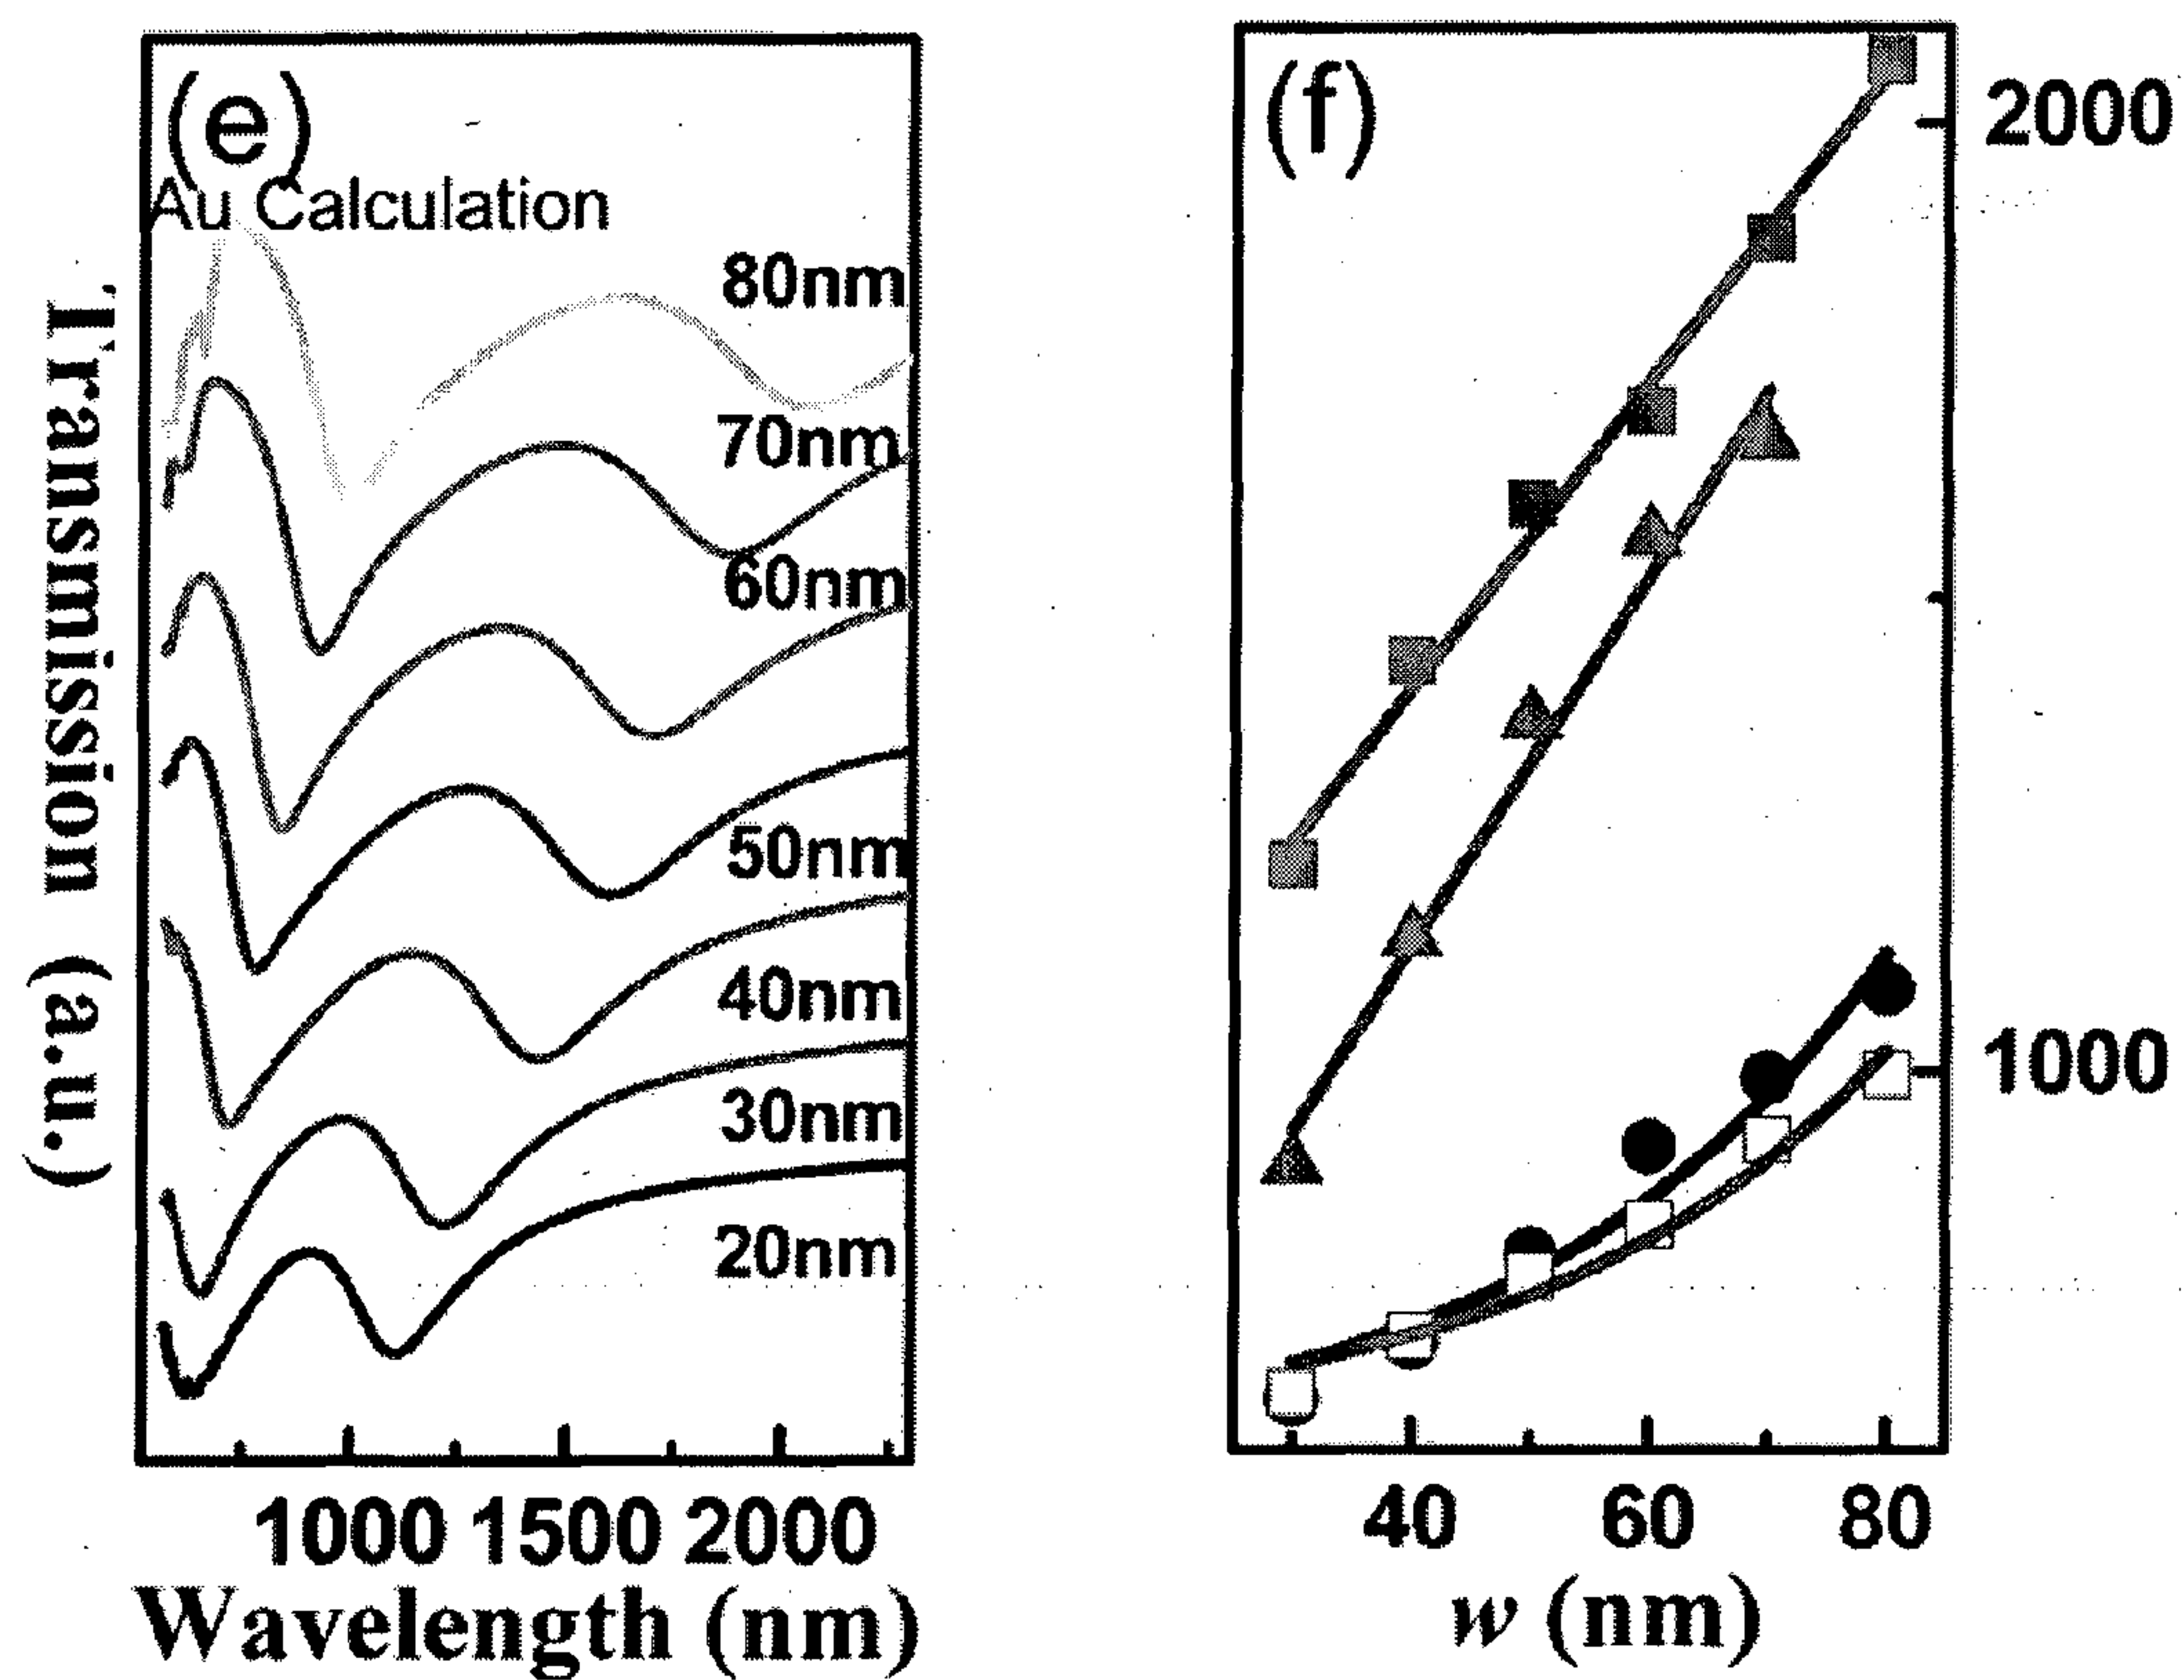 (e)
Au Calculation
80nm
70nm
60nm
50nm
40nm
30nm
20nm
Transmission (a.u.)
1000 1500 2000
Wavelength (nm)
(f)
2000
1000
40 60 80
w (nm)